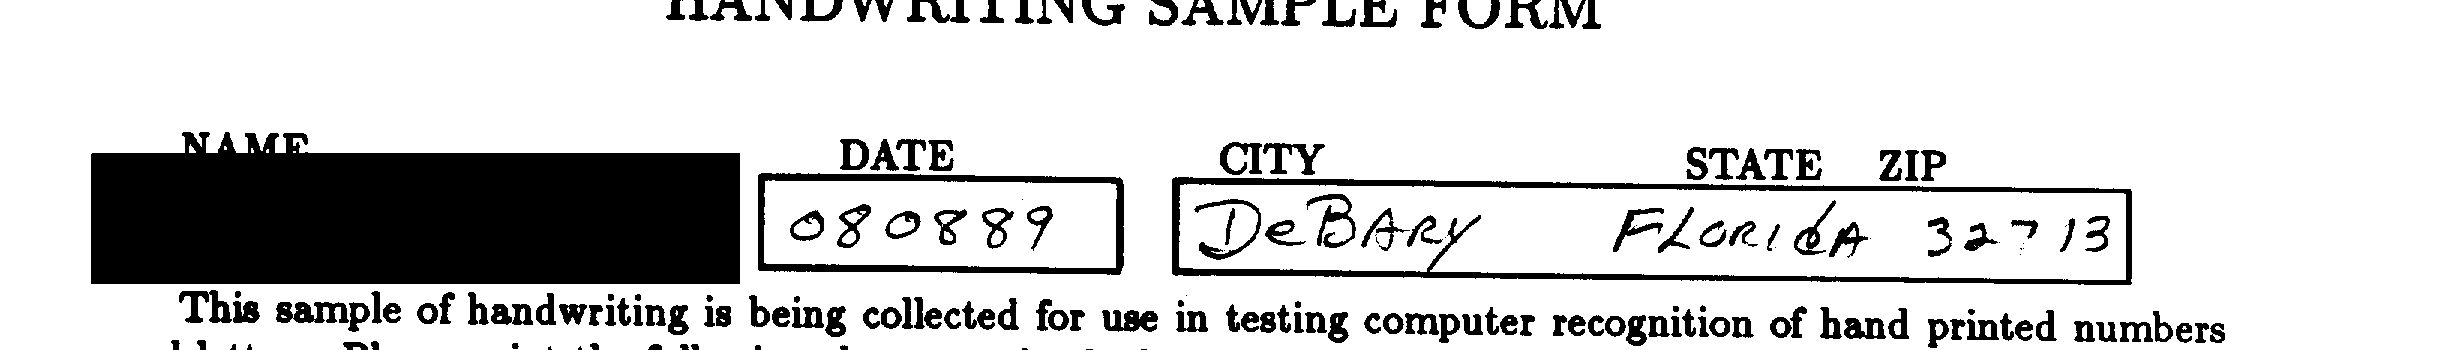 HANDWRITING SAMPLE FORM
NAME DATE CITY STATE ZIP
080889 DeBARY FLORIdA 32713
This sample of handwriting is being collected for use in testing computer recognition of hand printed numbers